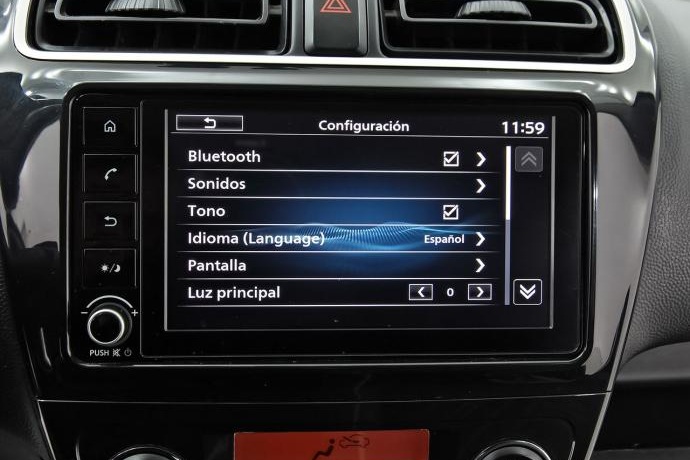 Configuración 11:59
Bluetooth
Sonidos
Tono
Idioma (Language) Español
Pantalla
Luz principal 0
- +
PUSH